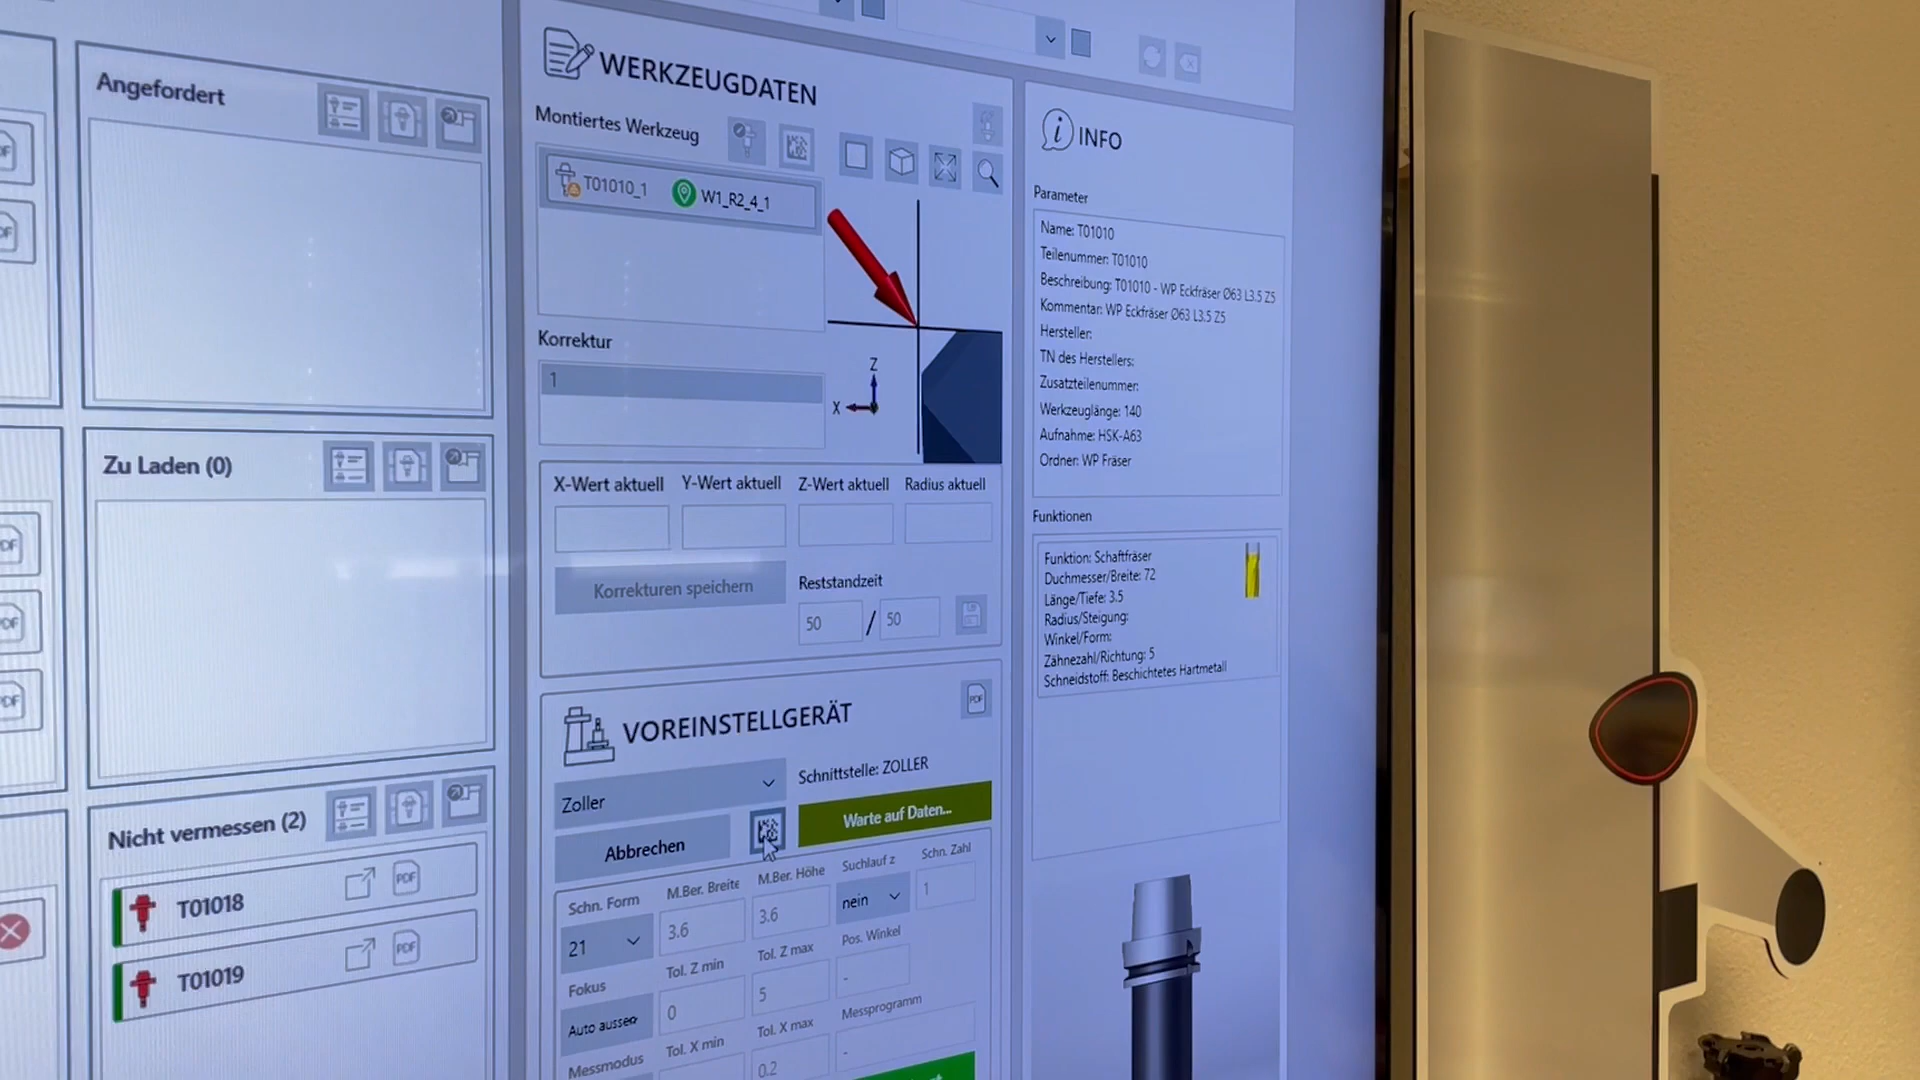 Angefordert
Zu Laden (0)
Nicht vermessen (2)
T01018
PDF
T01019
PDF
WERKZEUGDATEN
Montiertes Werkzeug
T01010_1
W1_R2_4_1
Korrektur
1
Z
X
X-Wert aktuell
Y-Wert aktuell
Z-Wert aktuell
Radius aktuell
Korrekturen speichern
Reststandzeit
50 / 50
VOREINSTELLGERÄT
PDF
Zoller
Schnittstelle: ZOLLER
Abbrechen
Warte auf Daten...
Schn. Form
M.Ber. Breite
M.Ber. Höhe
Suchlauf z
Schn. Zahl
21
3.6
3.6
nein
1
Fokus
Tol. Z min
Tol. Z max
Pos. Winkel
Auto aussen
0
5
-
Messmodus
Tol. X min
Tol. X max
Messprogramm
0.2
-
INFO
Parameter
Name: T01010
Teilenummer: T01010
Beschreibung: T01010 - WP Eckfräser Ø63 L3.5 Z5
Kommentar: WP Eckfräser Ø63 L3.5 Z5
Hersteller:
TN des Herstellers:
Zusatzteilenummer:
Werkzeuglänge: 140
Aufnahme: HSK-A63
Ordner: WP Fräser
Funktionen
Funktion: Schaftfräser
Duchmesser/Breite: 72
Länge/Tiefe: 3.5
Radius/Steigung:
Winkel/Form:
Zähnezahl/Richtung: 5
Schneidstoff: Beschichtetes Hartmetall